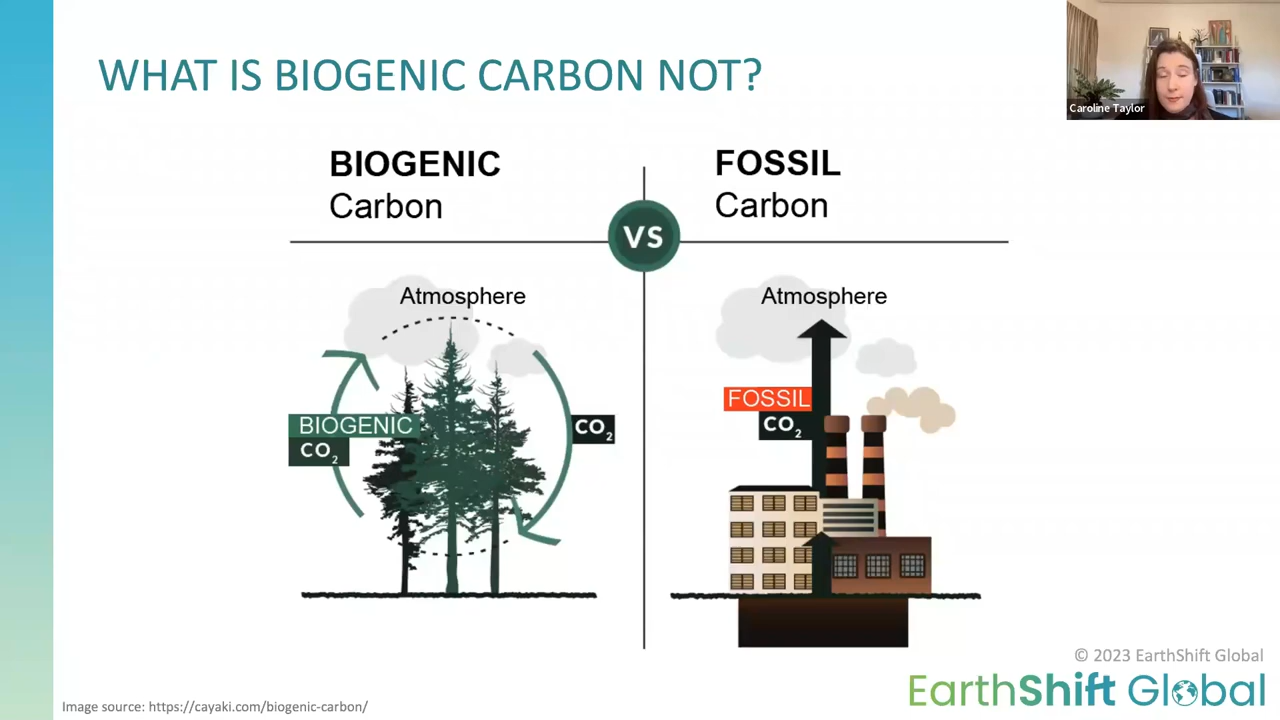 WHAT IS BIOGENIC CARBON NOT?
Caroline Taylor
BIOGENIC
Carbon
VS
FOSSIL
Carbon
Atmosphere
BIOGENIC
CO₂
CO₂
Atmosphere
FOSSIL
CO₂
© 2023 EarthShift Global
EarthShift Global
Image source: https://cayaki.com/biogenic-carbon/